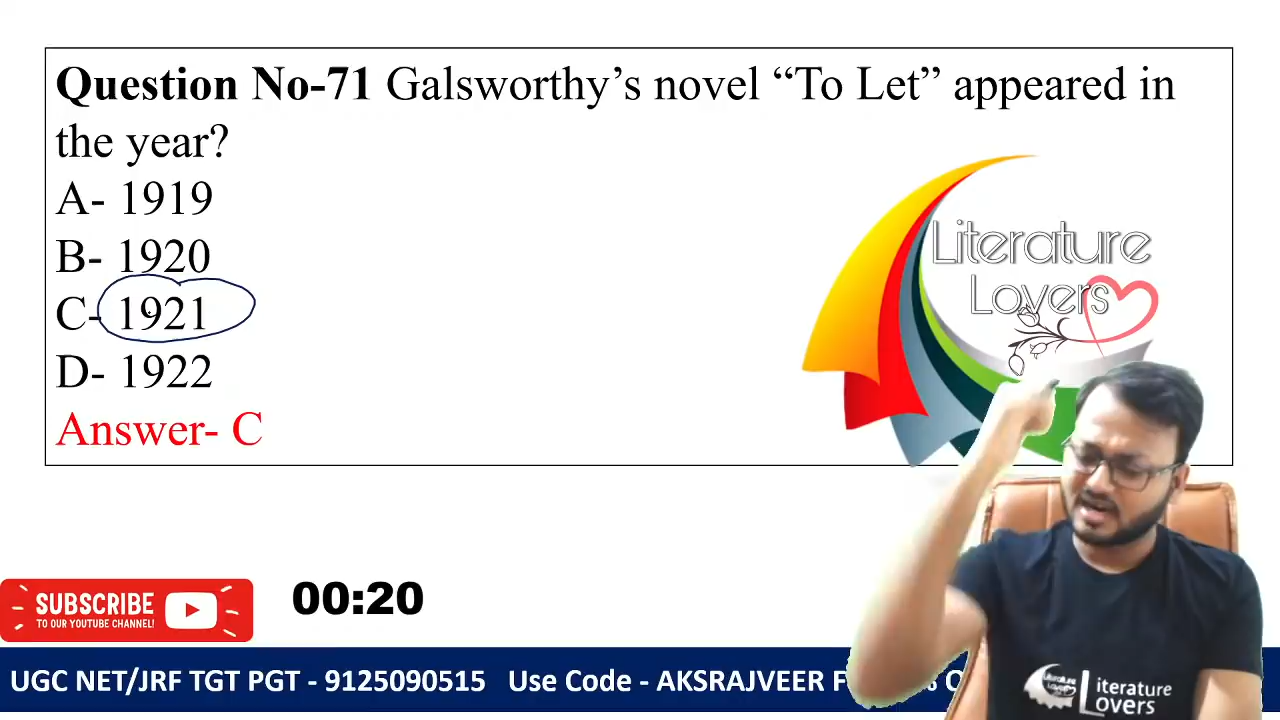 Question No-71 Galsworthy’s novel “To Let” appeared in
the year?
A- 1919
B- 1920
C- 1921
D- 1922
Answer- C
Literature
Lovers
SUBSCRIBE
TO OUR YOUTUBE CHANNEL!
00:20
UGC NET/JRF TGT PGT - 9125090515 Use Code - AKSRAJVEER
Literature
Lovers